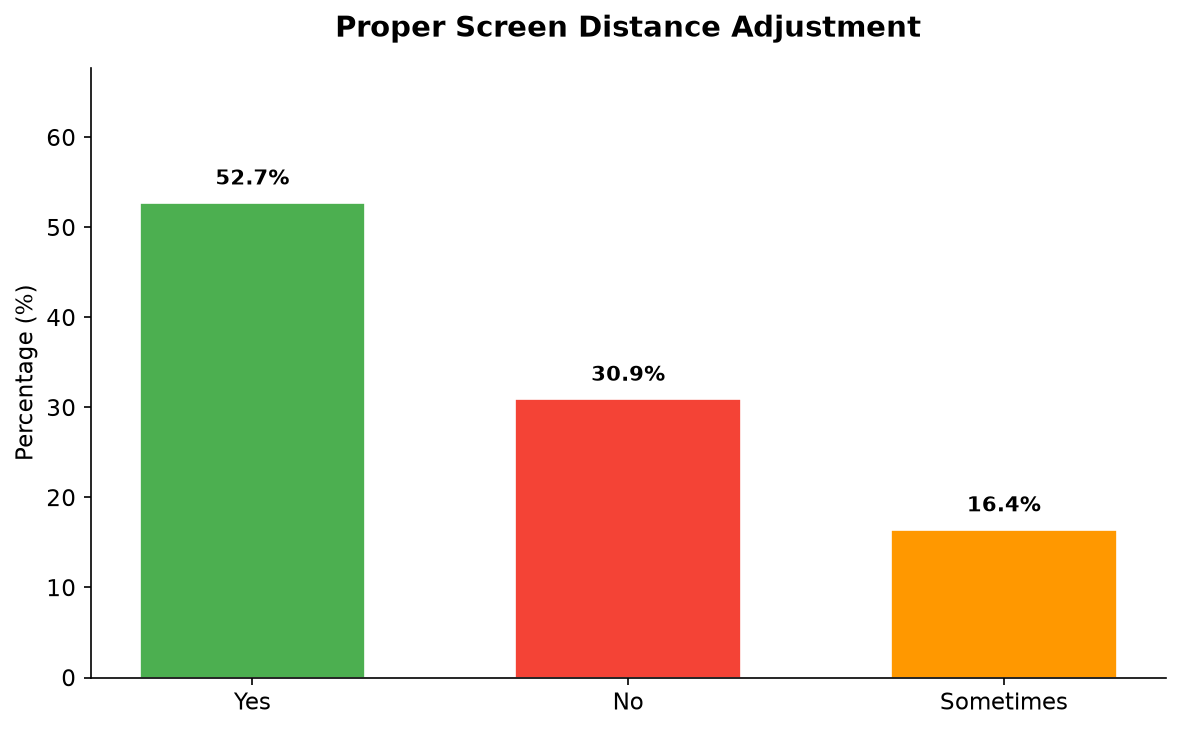 Proper Screen Distance Adjustment
Percentage (%)
60
50
40
30
20
10
0
52.7%
30.9%
16.4%
Yes
No
Sometimes